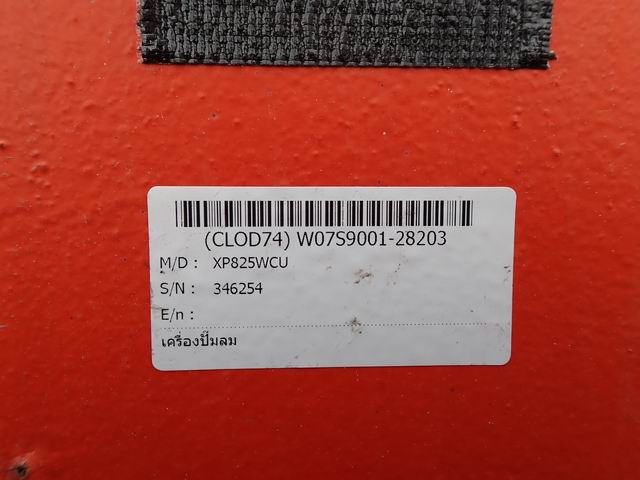 (CLOD74) W07S9001-28203
M/D : XP825WCU
S/N : 346254
E/n :
เครื่องปั๊มลม